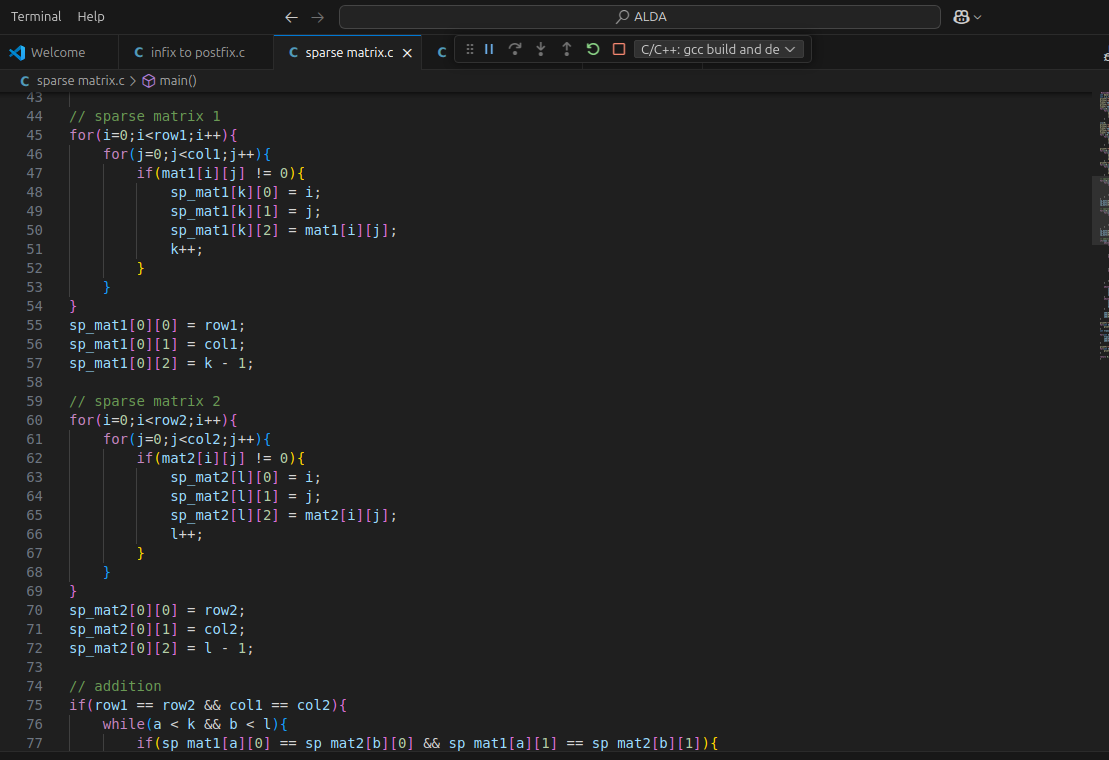 Terminal Help ALDA
Welcome infix to postfix.c sparse matrix.c C/C++: gcc build and de
sparse matrix.c > main()
43
44 // sparse matrix 1
45 for(i=0;i<row1;i++){
46 for(j=0;j<col1;j++){
47 if(mat1[i][j] != 0){
48 sp_mat1[k][0] = i;
49 sp_mat1[k][1] = j;
50 sp_mat1[k][2] = mat1[i][j];
51 k++;
52 }
53 }
54 }
55 sp_mat1[0][0] = row1;
56 sp_mat1[0][1] = col1;
57 sp_mat1[0][2] = k - 1;
58
59 // sparse matrix 2
60 for(i=0;i<row2;i++){
61 for(j=0;j<col2;j++){
62 if(mat2[i][j] != 0){
63 sp_mat2[l][0] = i;
64 sp_mat2[l][1] = j;
65 sp_mat2[l][2] = mat2[i][j];
66 l++;
67 }
68 }
69 }
70 sp_mat2[0][0] = row2;
71 sp_mat2[0][1] = col2;
72 sp_mat2[0][2] = l - 1;
73
74 // addition
75 if(row1 == row2 && col1 == col2){
76 while(a < k && b < l){
77 if(sp_mat1[a][0] == sp_mat2[b][0] && sp_mat1[a][1] == sp_mat2[b][1]){